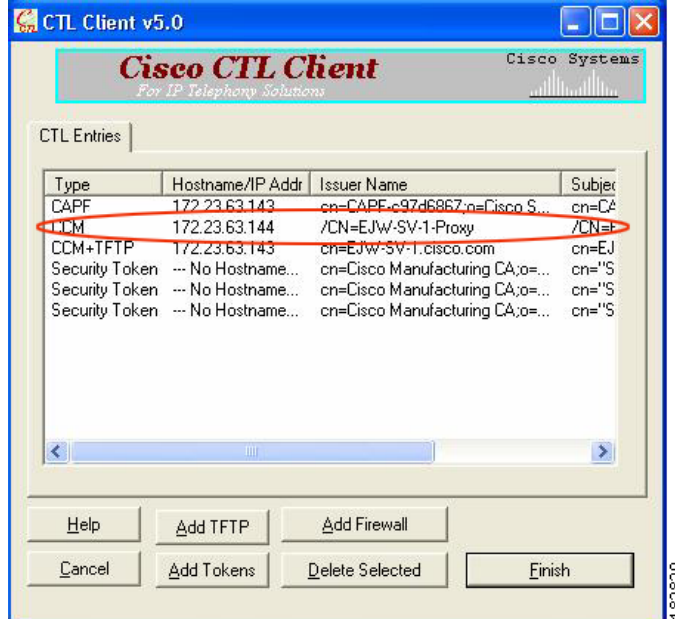 CTL Client v5.0
Cisco CTL Client
For IP Telephony Solutions
Cisco Systems
CTL Entries
Type Hostname/IP Addr Issuer Name Subjec
CAPF 172.23.63.143 cn=CAPF-c97d6867;o=Cisco S... cn=CA
CCM 172.23.63.144 /CN=EJW-SV-1-Proxy /CN=E
CCM+TFTP 172.23.63.143 cn=EJW-SV-1.cisco.com cn=EJ
Security Token --- No Hostname... cn=Cisco Manufacturing CA;o=... cn="S
Security Token --- No Hostname... cn=Cisco Manufacturing CA;o=... cn="S
Security Token --- No Hostname... cn=Cisco Manufacturing CA;o=... cn="S
Help Add TFTP Add Firewall
Cancel Add Tokens Delete Selected Finish